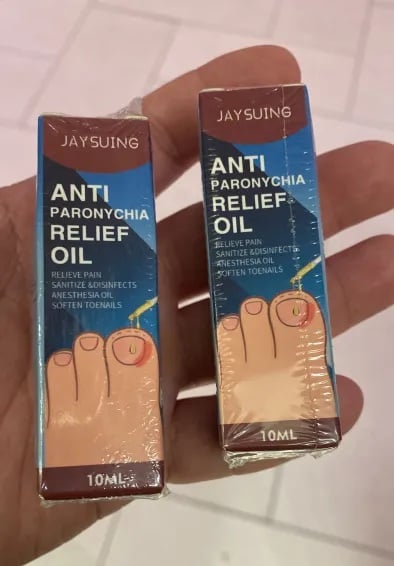 JAYSUING
ANTI
PARONYCHIA
RELIEF
OIL
RELIEVE PAIN
SANITIZE &DISINFECTS
ANESTHESIA OIL
SOFTEN TOENAILS
10ML
JAYSUING
ANTI
PARONYCHIA
RELIEF
OIL
RELIEVE PAIN
SANITIZE &DISINFECTS
ANESTHESIA OIL
SOFTEN TOENAILS
10ML